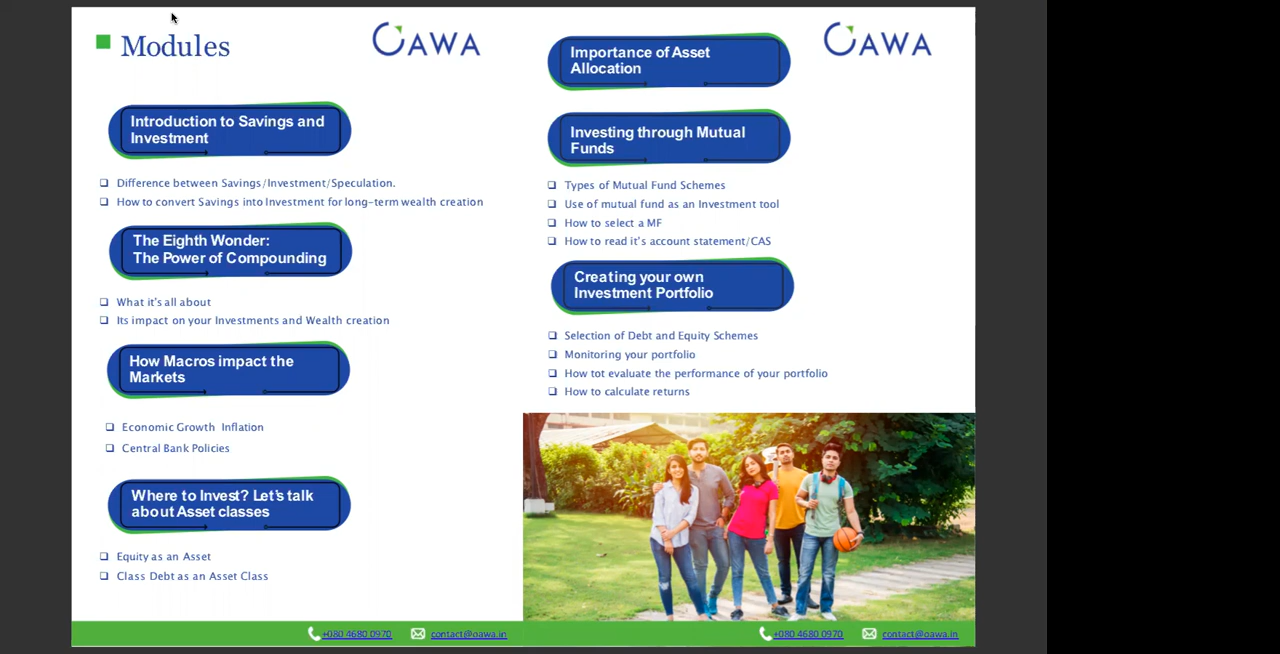 Modules
OAWA
Introduction to Savings and
Investment
Difference between Savings/Investment/Speculation.
How to convert Savings into Investment for long-term wealth creation
The Eighth Wonder:
The Power of Compounding
What it's all about
Its impact on your Investments and Wealth creation
How Macros impact the
Markets
Economic Growth Inflation
Central Bank Policies
Where to Invest? Let's talk
about Asset classes
Equity as an Asset
Class Debt as an Asset Class
+080 4680 0970 contact@oawa.in
OAWA
Importance of Asset
Allocation
Investing through Mutual
Funds
Types of Mutual Fund Schemes
Use of mutual fund as an Investment tool
How to select a MF
How to read it's account statement/CAS
Creating your own
Investment Portfolio
Selection of Debt and Equity Schemes
Monitoring your portfolio
How tot evaluate the performance of your portfolio
How to calculate returns
+080 4680 0970 contact@oawa.in